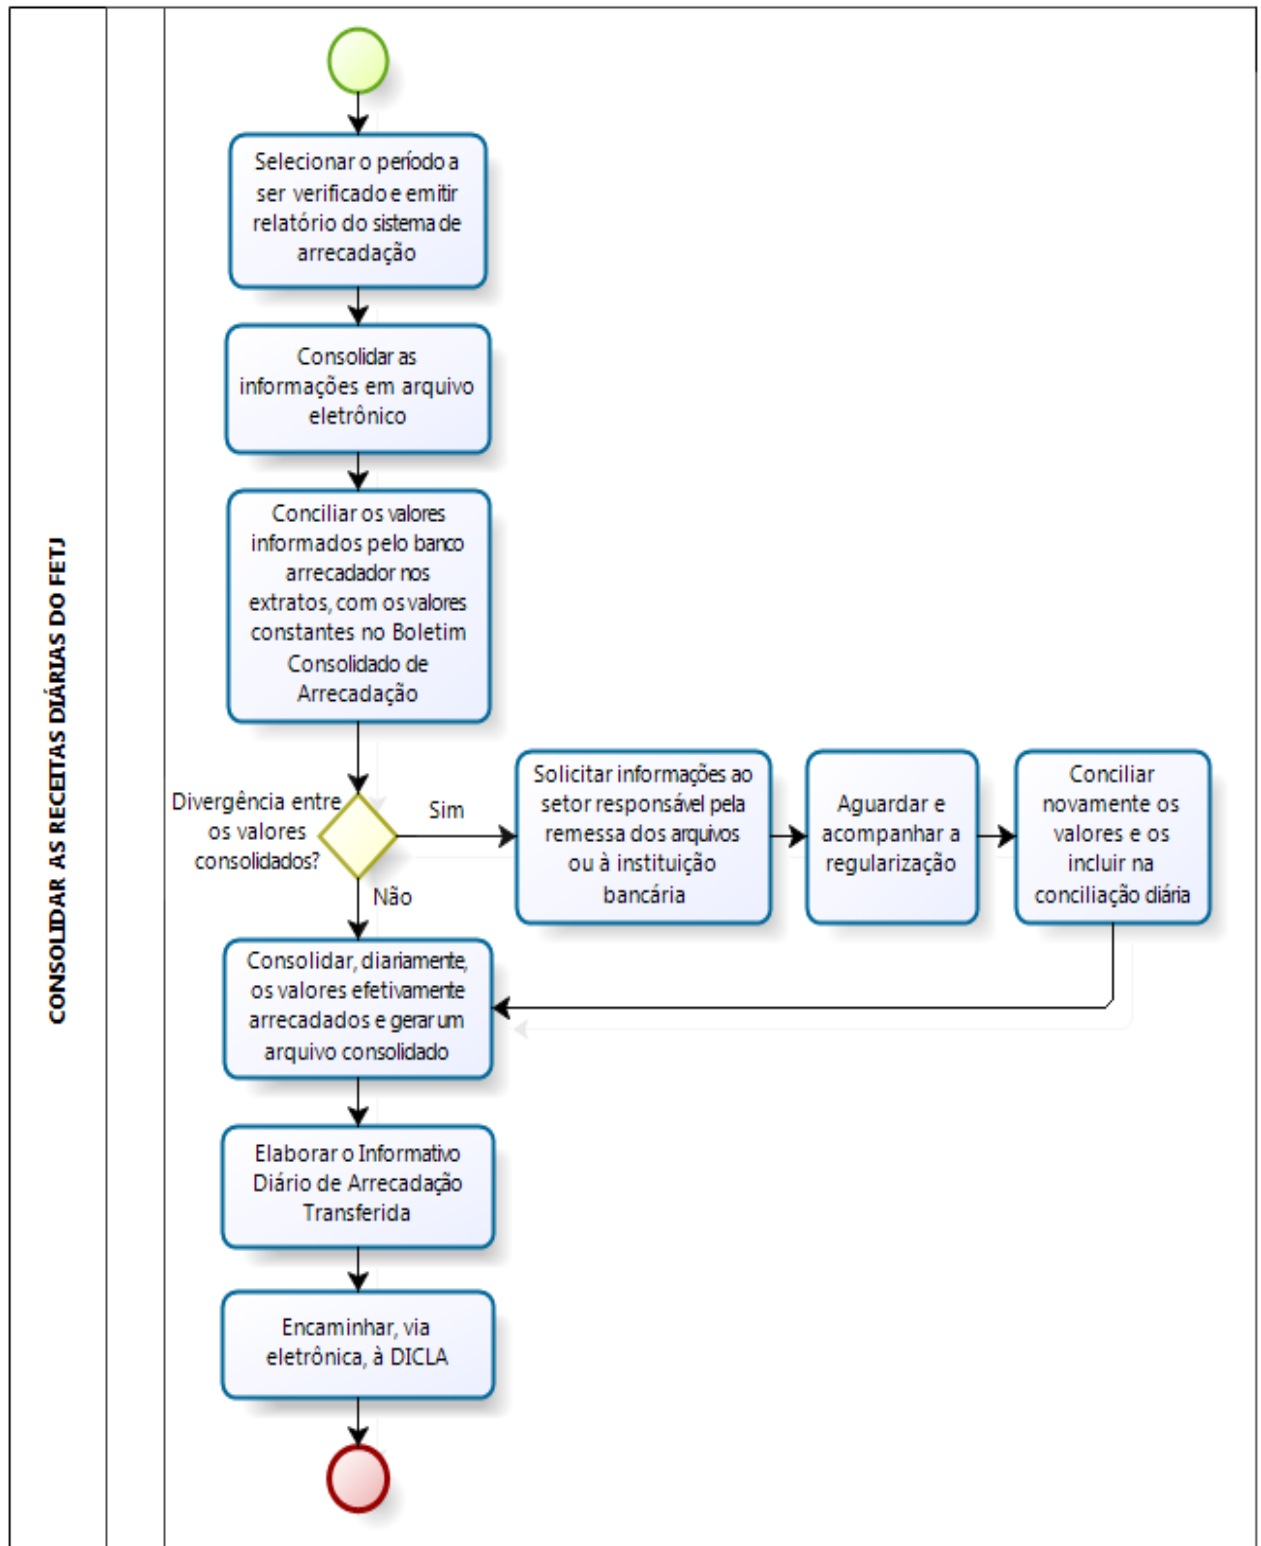 CONSOLIDAR AS RECEITAS DIÁRIAS DO FETJ
Selecionar o período a
ser verificado e emitir
relatório do sistema de
arrecadação
Consolidar as
informações em arquivo
eletrônico
Conciliar os valores
informados pelo banco
arrecadador nos
extratos, com os valores
constantes no Boletim
Consolidado de
Arrecadação
Divergência entre
os valores
consolidados?
Sim
Não
Solicitar informações ao
setor responsável pela
remessa dos arquivos
ou à instituição
bancária
Aguardar e
acompanhar a
regularização
Conciliar
novamente os
valores e os
incluir na
conciliação diária
Consolidar, diariamente,
os valores efetivamente
arrecadados e gerar um
arquivo consolidado
Elaborar o Informativo
Diário de Arrecadação
Transferida
Encaminhar, via
eletrônica, à DICLA